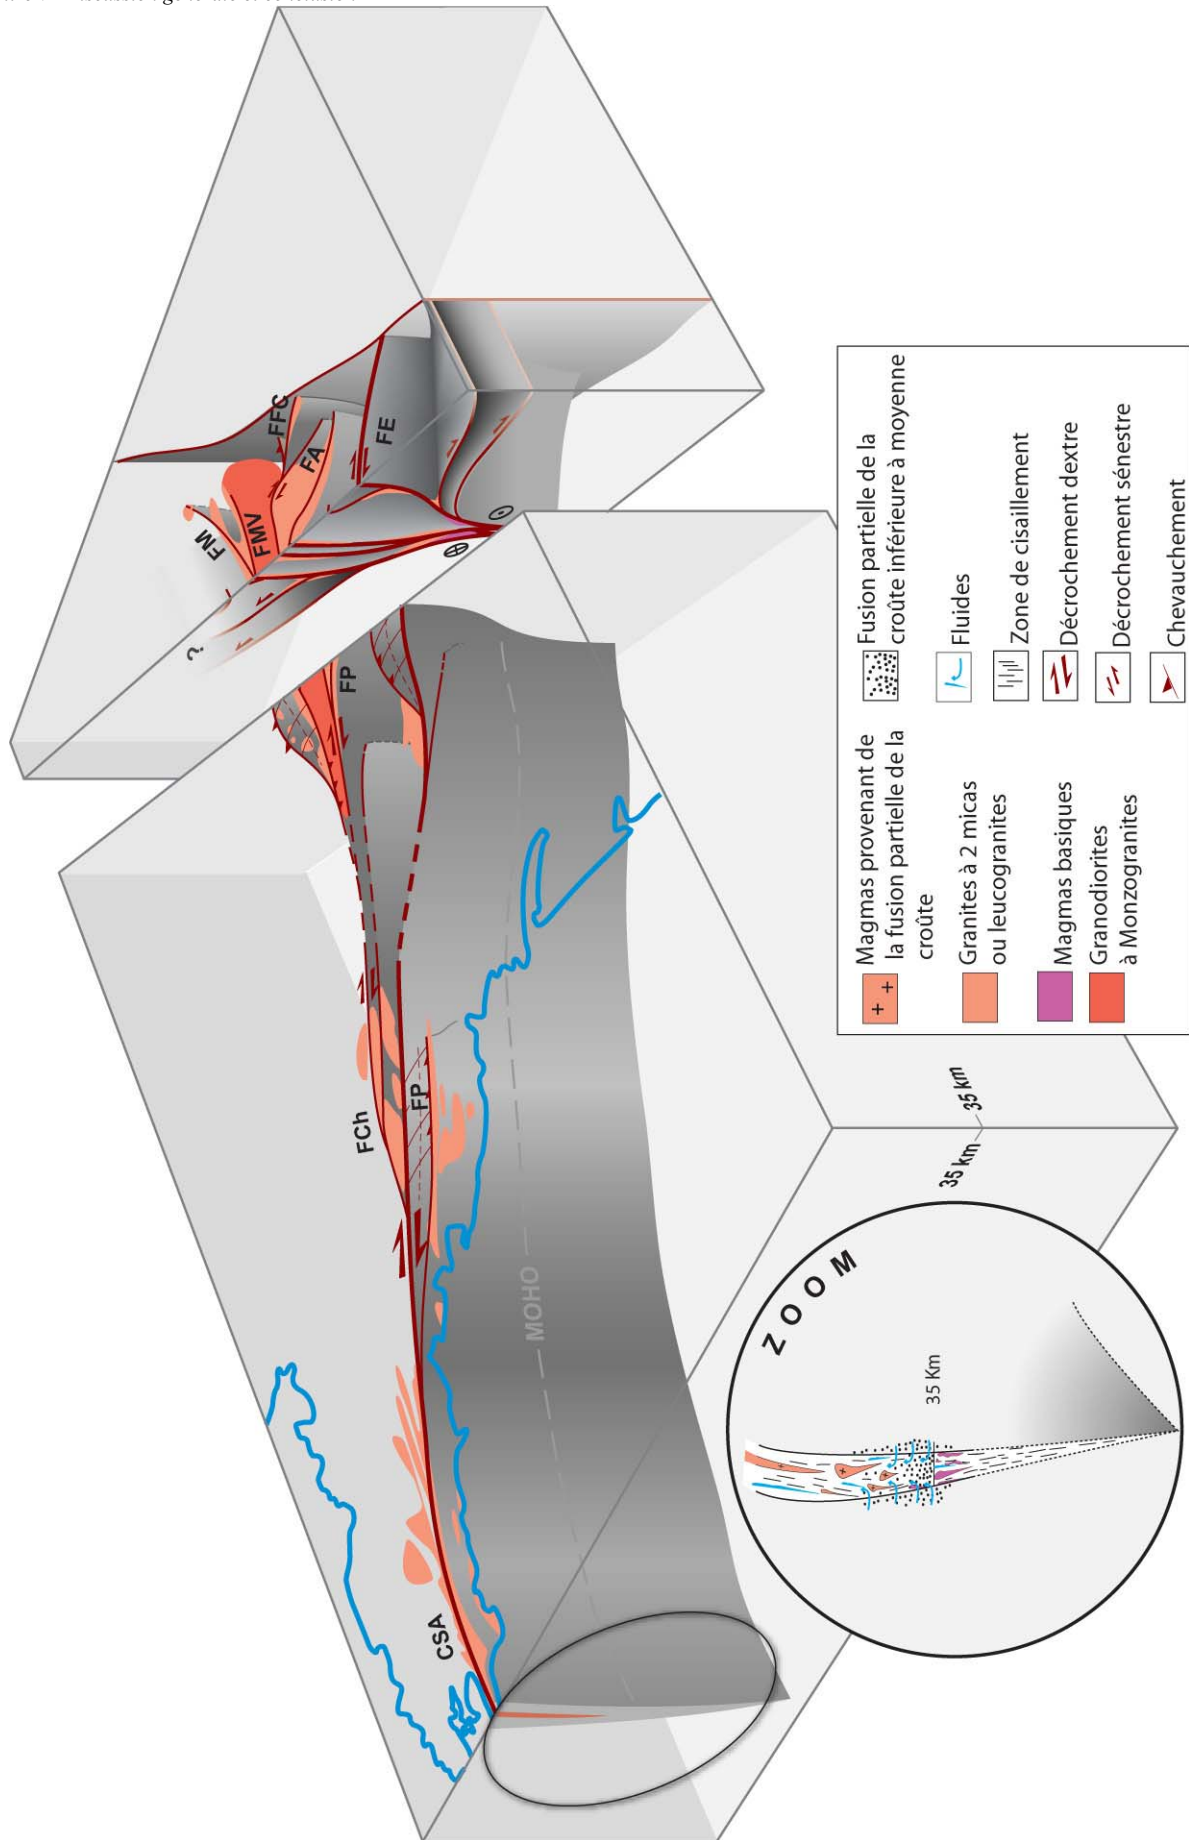 CSA
FCh
FP
FP
MOHO
?
FM
FMV
FFC
FA
FE
35 km
35 km
ZOOM
35 Km
Magmas provenant de
la fusion partielle de la
croûte
Granites à 2 micas
ou leucogranites
Magmas basiques
Granodiorites
à Monzogranites
Fusion partielle de la
croûte inférieure à moyenne
Fluides
Zone de cisaillement
Décrochement dextre
Décrochement sénestre
Chevauchement